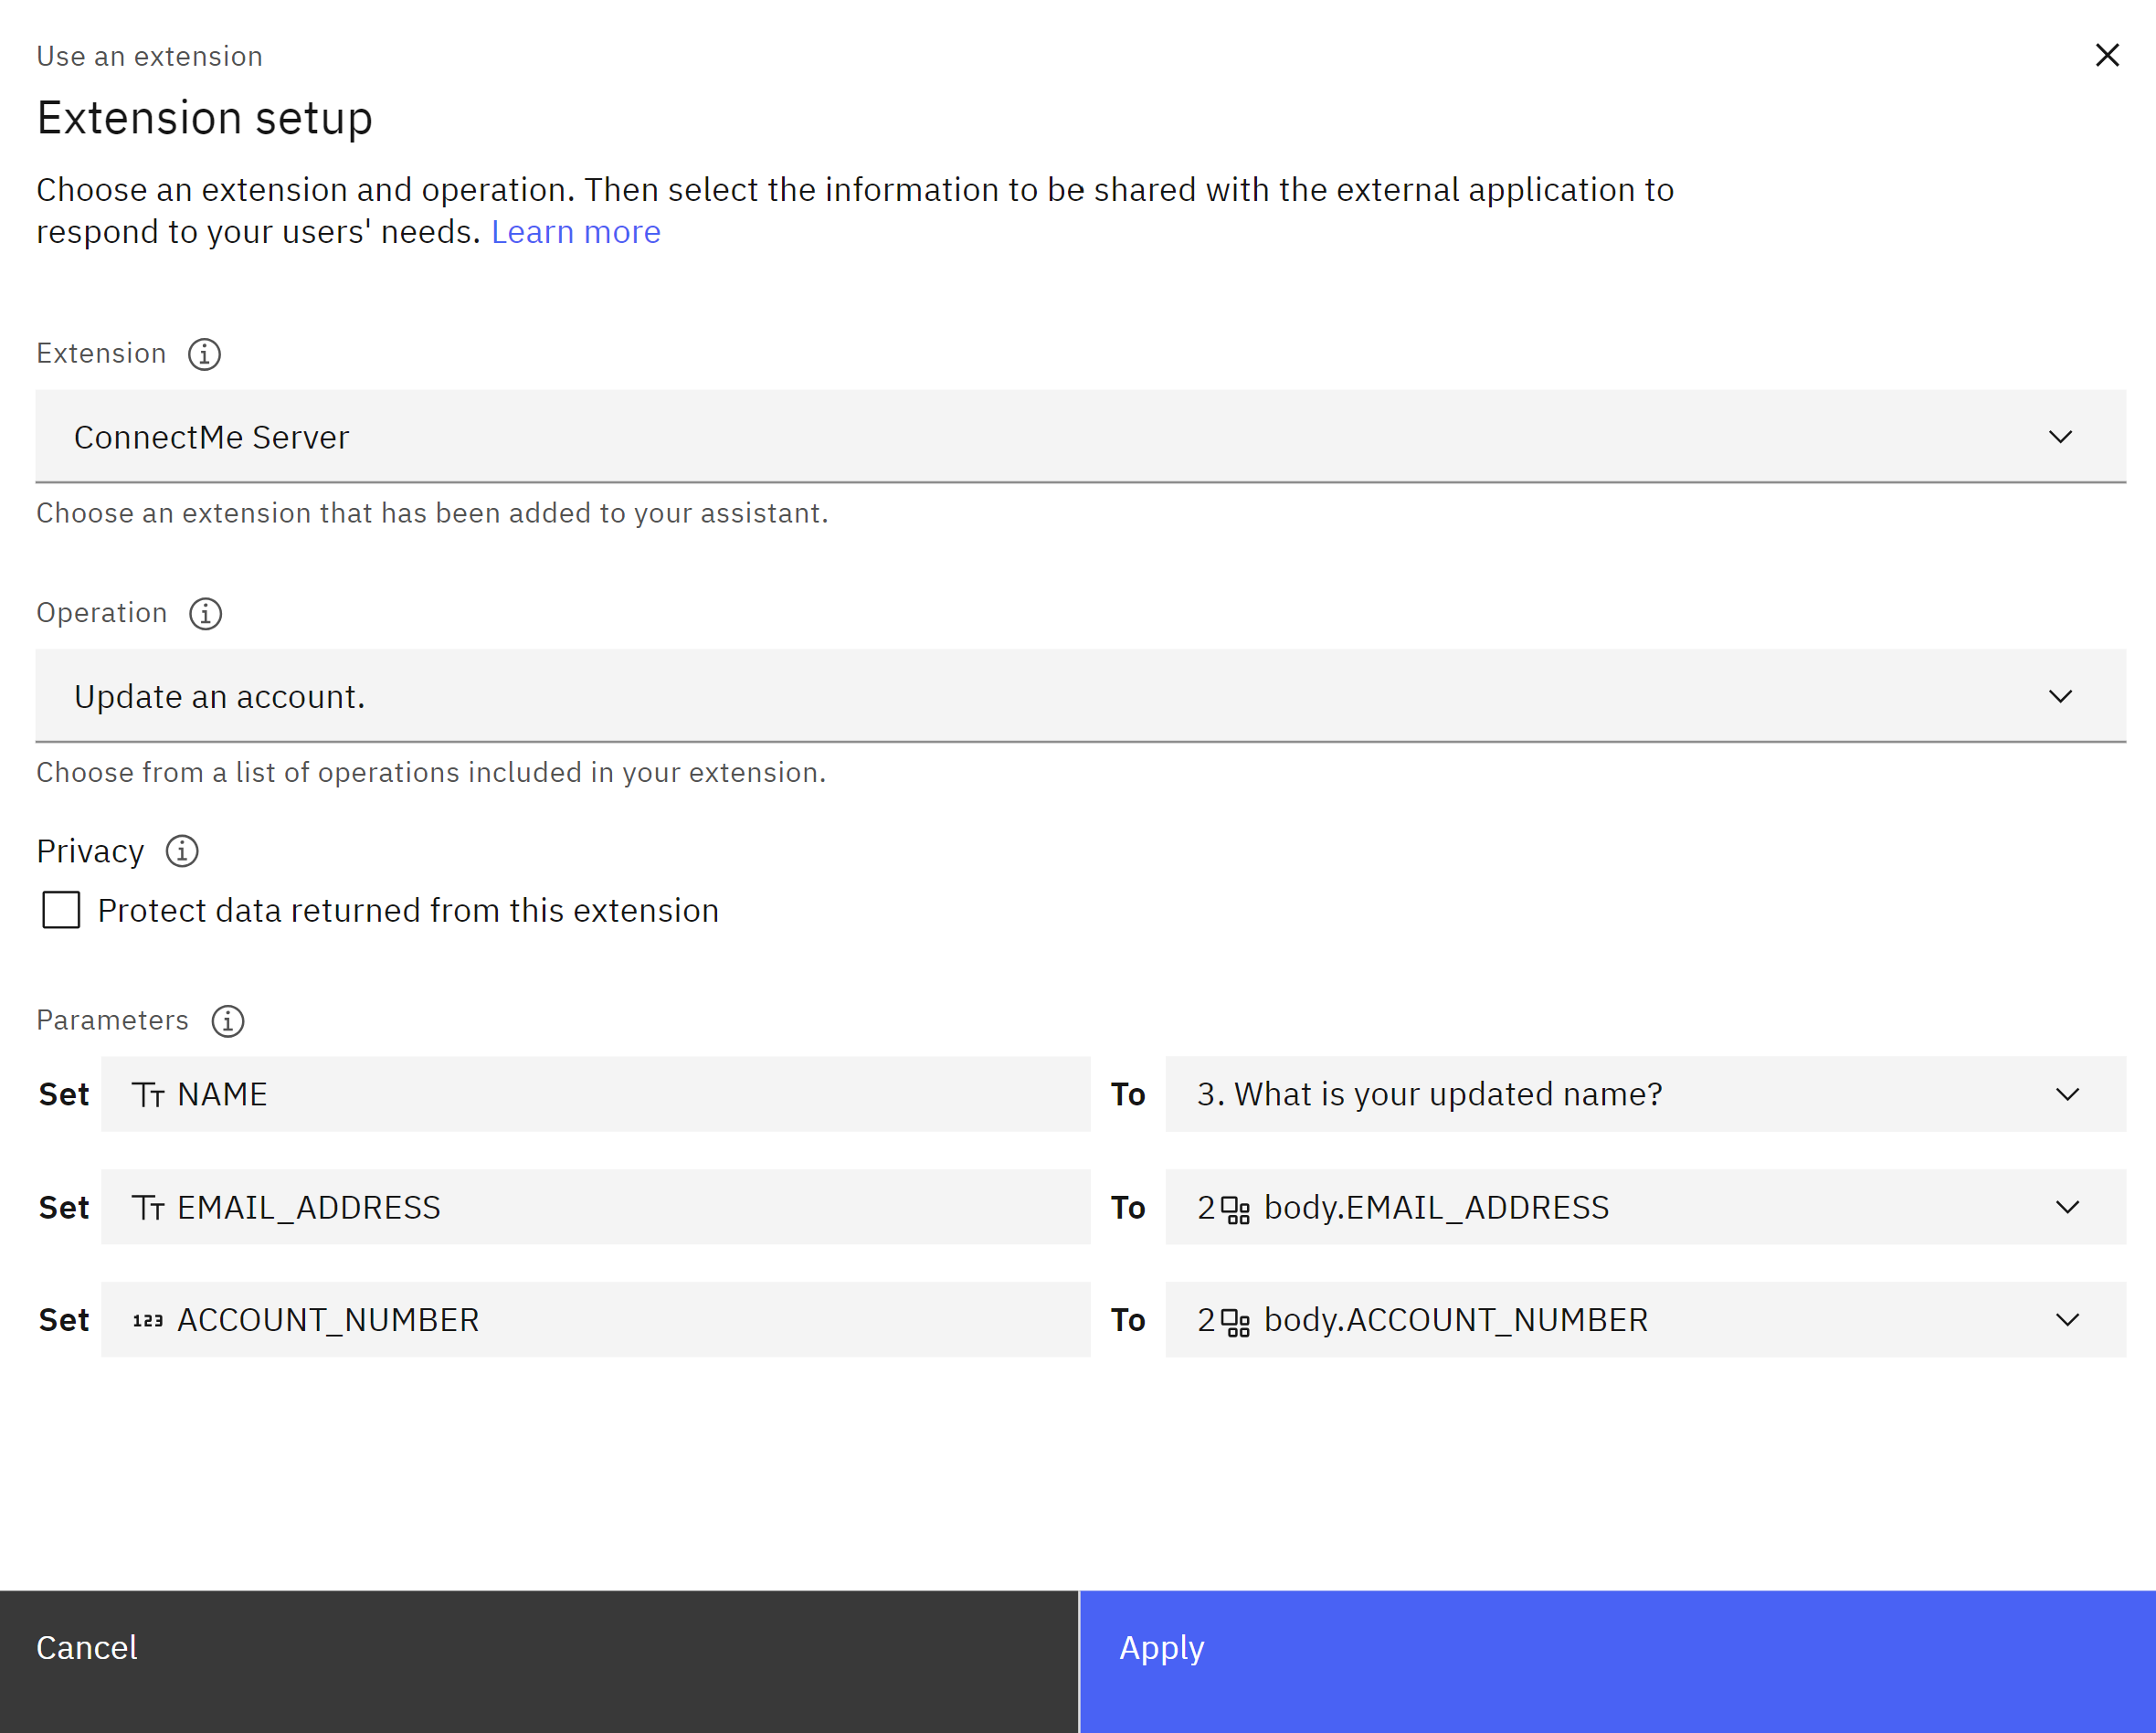 Use an extension
Extension setup
Choose an extension and operation. Then select the information to be shared with the external application to
respond to your users' needs. Learn more
Extension
ConnectMe Server
Choose an extension that has been added to your assistant.
Operation
Update an account.
Choose from a list of operations included in your extension.
Privacy
Protect data returned from this extension
Parameters
Set NAME To 3. What is your updated name?
Set EMAIL_ADDRESS To 2 body.EMAIL_ADDRESS
Set 123 ACCOUNT_NUMBER To 2 body.ACCOUNT_NUMBER
Cancel Apply